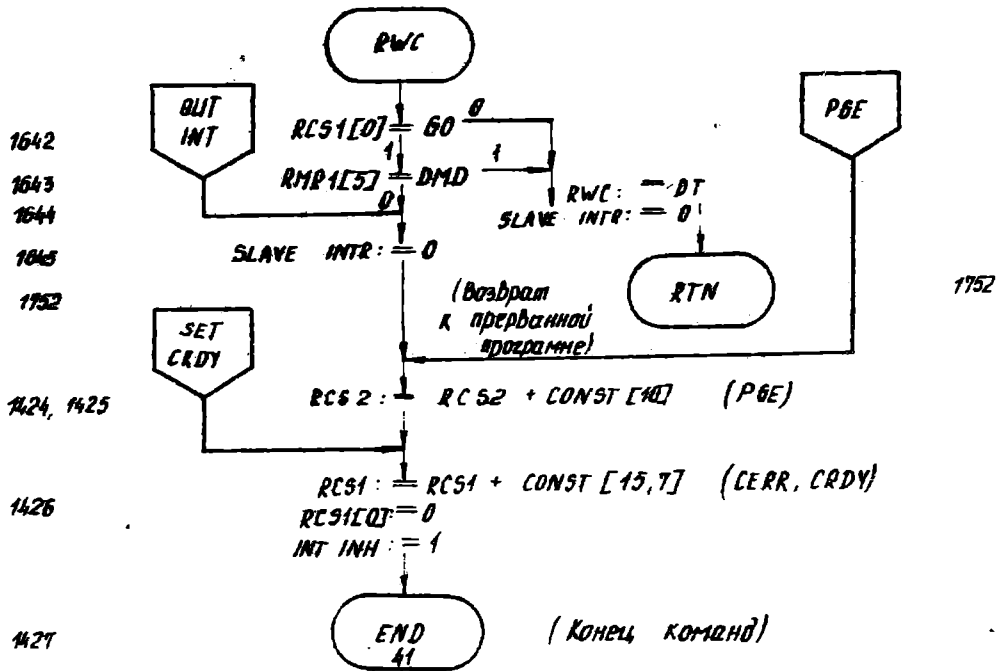 RWC
OUT
INT
PGE
1642
RCS1[0] = GO
0
1
1643
RMR1[5] = DMD
1
0
1644
RWC: = DT
SLAVE INTR: = 0
1645
SLAVE INTR: = 0
RTN
1752
(Возврат
к прерванной
программе)
1752
SET
CRDY
1424, 1425
RCS2: = RCS2 + CONST [10] (PGE)
RCS1: = RCS1 + CONST [15,7] (CERR, CRDY)
1426
RCS1[0] = 0
INT INH: = 1
1427
END
41
(Конец команд)